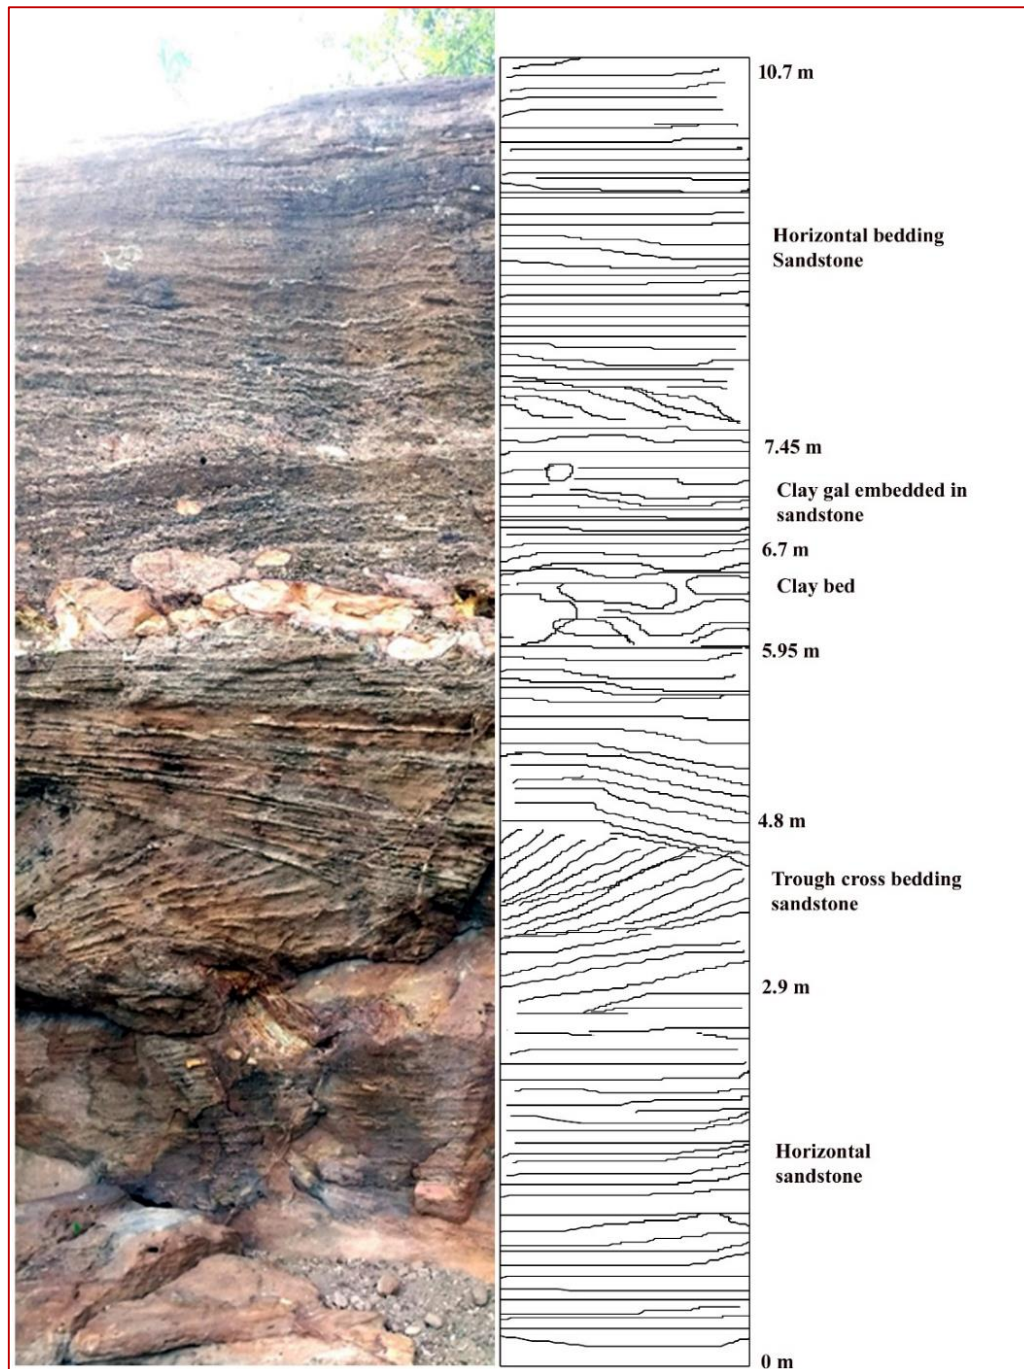 10.7 m
Horizontal bedding
Sandstone
7.45 m
Clay gal embedded in
sandstone
6.7 m
Clay bed
5.95 m
4.8 m
Trough cross bedding
sandstone
2.9 m
Horizontal
sandstone
0 m